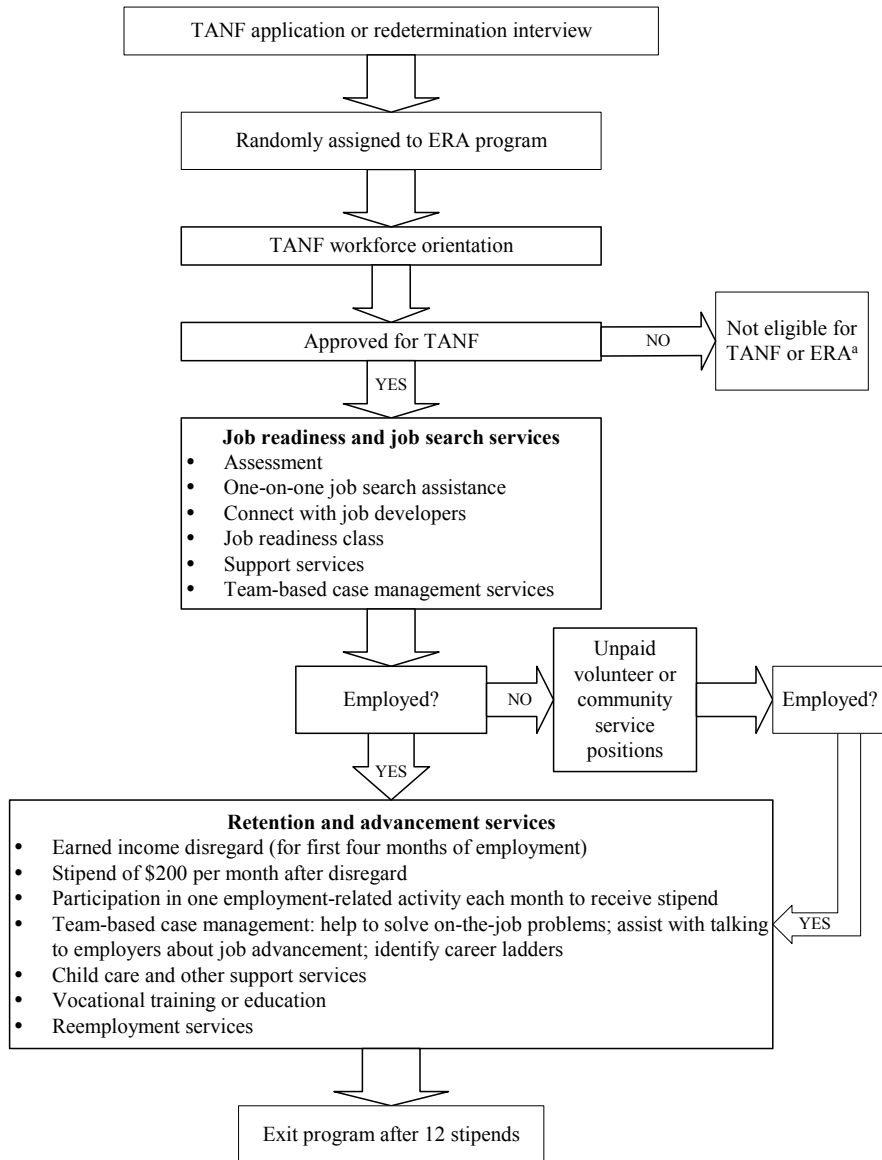 TANF application or redetermination interview
Randomly assigned to ERA program
TANF workforce orientation
Approved for TANF
NO
Not eligible for
TANF or ERAᵃ
YES
Job readiness and job search services
• Assessment
• One-on-one job search assistance
• Connect with job developers
• Job readiness class
• Support services
• Team-based case management services
Employed?
NO
Unpaid
volunteer or
community
service
positions
Employed?
YES
Retention and advancement services
• Earned income disregard (for first four months of employment)
• Stipend of $200 per month after disregard
• Participation in one employment-related activity each month to receive stipend
• Team-based case management: help to solve on-the-job problems; assist with talking
to employers about job advancement; identify career ladders
• Child care and other support services
• Vocational training or education
• Reemployment services
YES
Exit program after 12 stipends